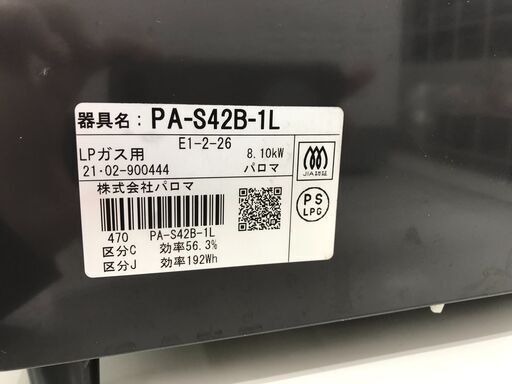 器具名： PA-S42B-1L
E1-2-26
LPガス用 8.10kW
21・02-900444 パロマ
株式会社パロマ
470 PA-S42B-1L
区分C 効率56.3%
区分J 効率192Wh
JIA認証
PS
LPG